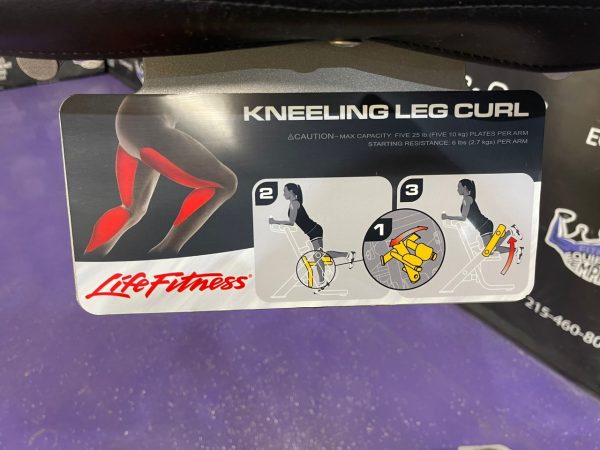 KNEELING LEG CURL
⚠CAUTION– MAX CAPACITY: FIVE 25 lb (FIVE 10 kg) PLATES PER ARM
STARTING RESISTANCE: 6 lbs (2.7 kgs) PER ARM
2
1
3
LifeFitness®
215-460-80